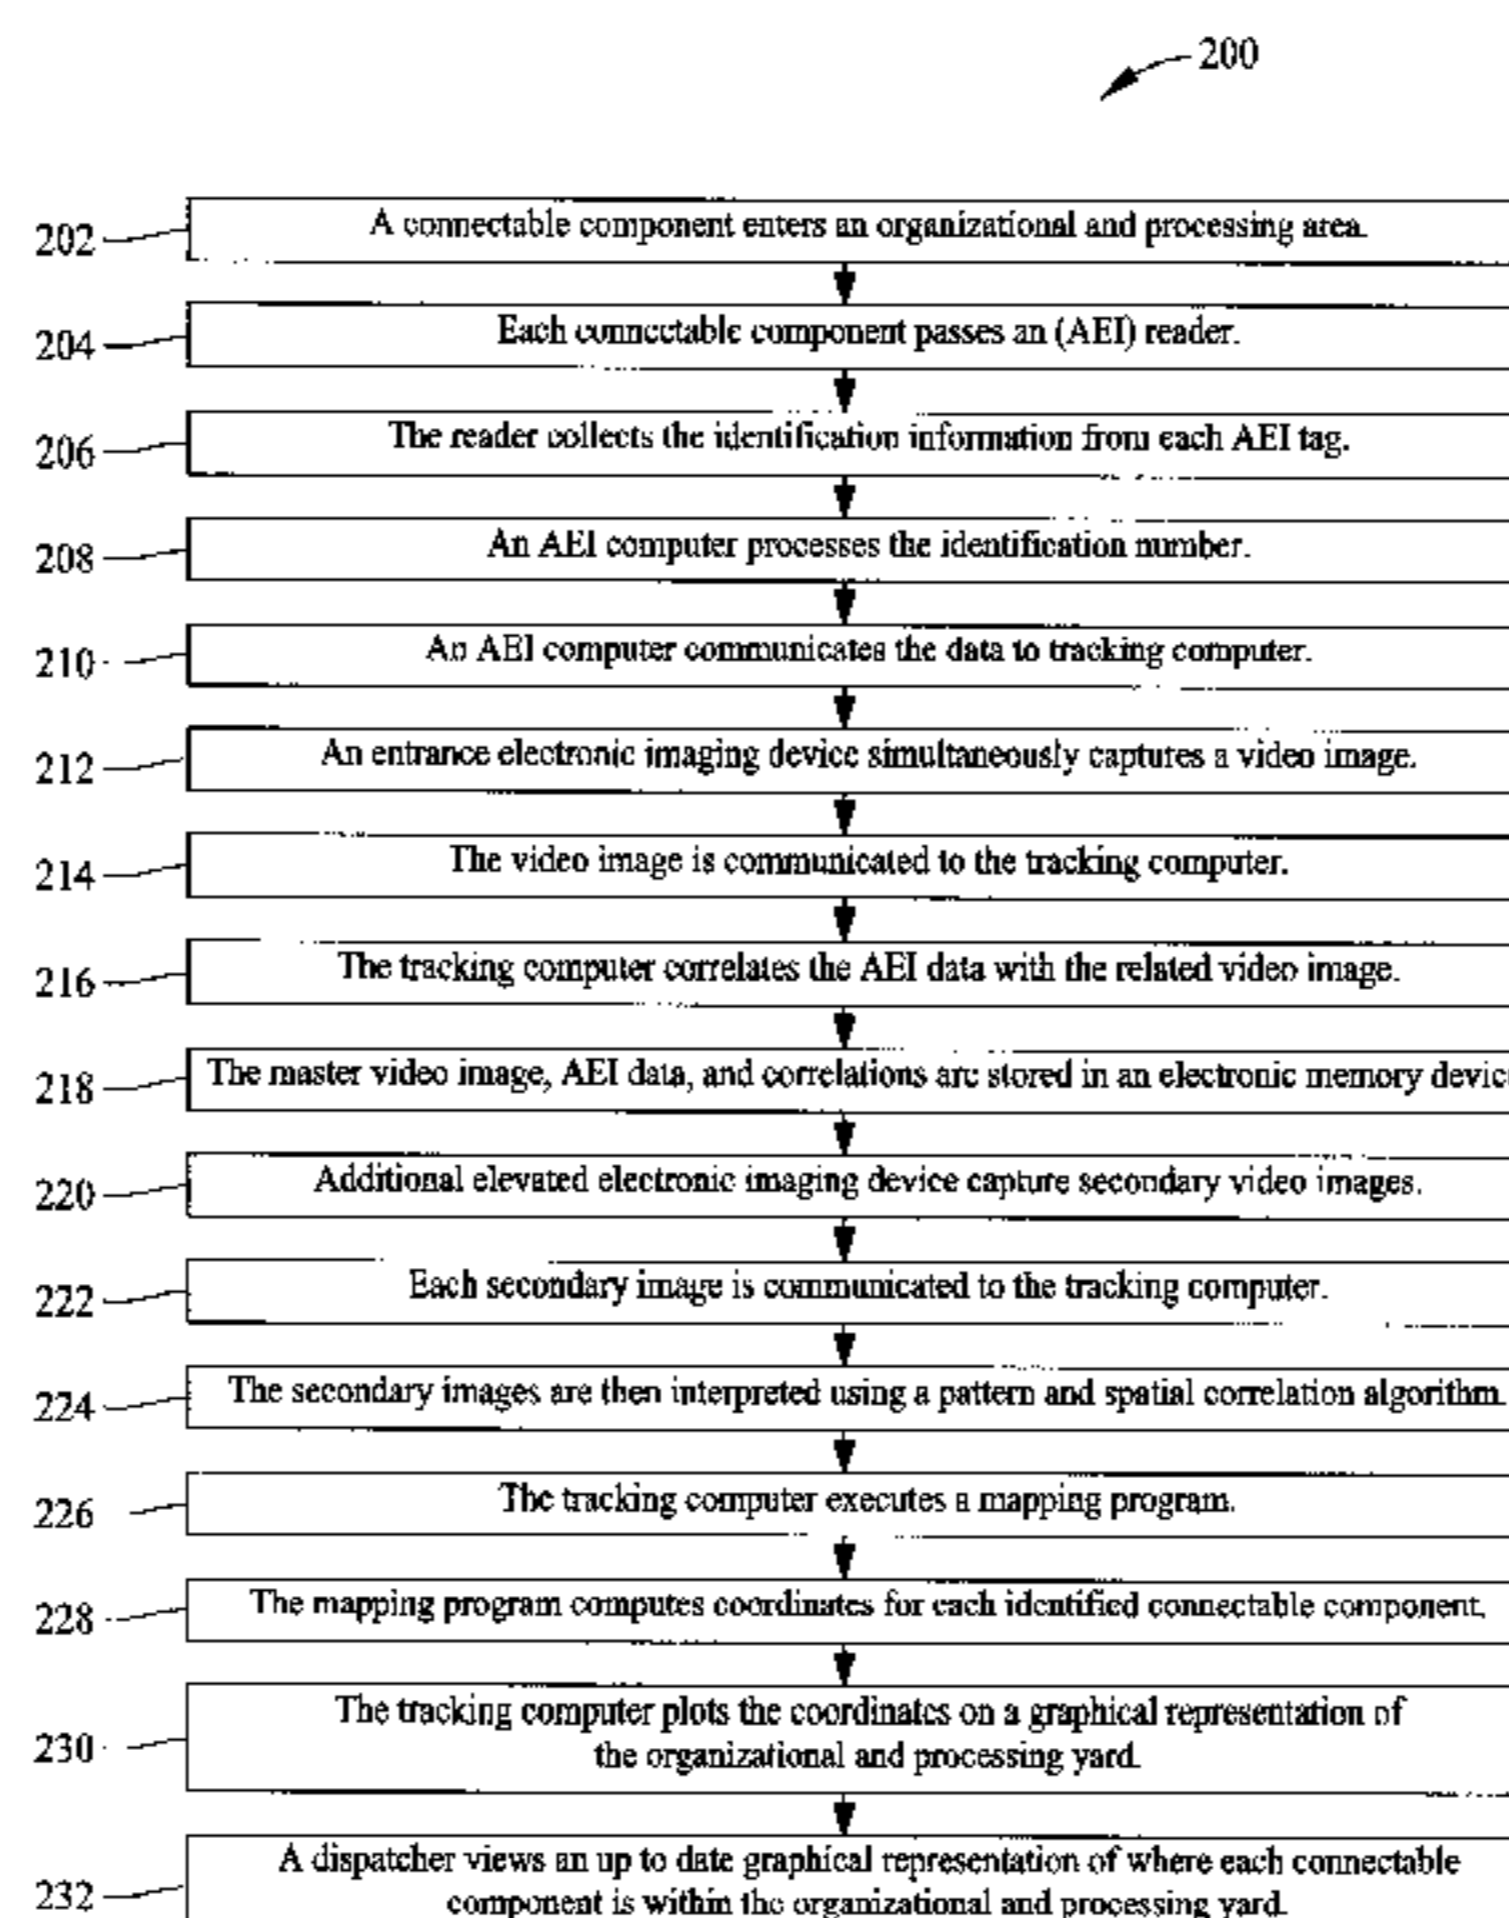 200
202 A connectable component enters an organizational and processing area.
204 Each connectable component passes an (AEI) reader.
206 The reader collects the identification information from each AEI tag.
208 An AEI computer processes the identification number.
210 An AEI computer communicates the data to tracking computer.
212 An entrance electronic imaging device simultaneously captures a video image.
214 The video image is communicated to the tracking computer.
216 The tracking computer correlates the AEI data with the related video image.
218 The master video image, AEI data, and correlations are stored in an electronic memory devic
220 Additional elevated electronic imaging device capture secondary video images.
222 Each secondary image is communicated to the tracking computer.
224 The secondary images are then interpreted using a pattern and spatial correlation algorithm.
226 The tracking computer executes a mapping program.
228 The mapping program computes coordinates for each identified connectable component.
230 The tracking computer plots the coordinates on a graphical representation of
the organizational and processing yard.
232 A dispatcher views an up to date graphical representation of where each connectable
component is within the organizational and processing yard.